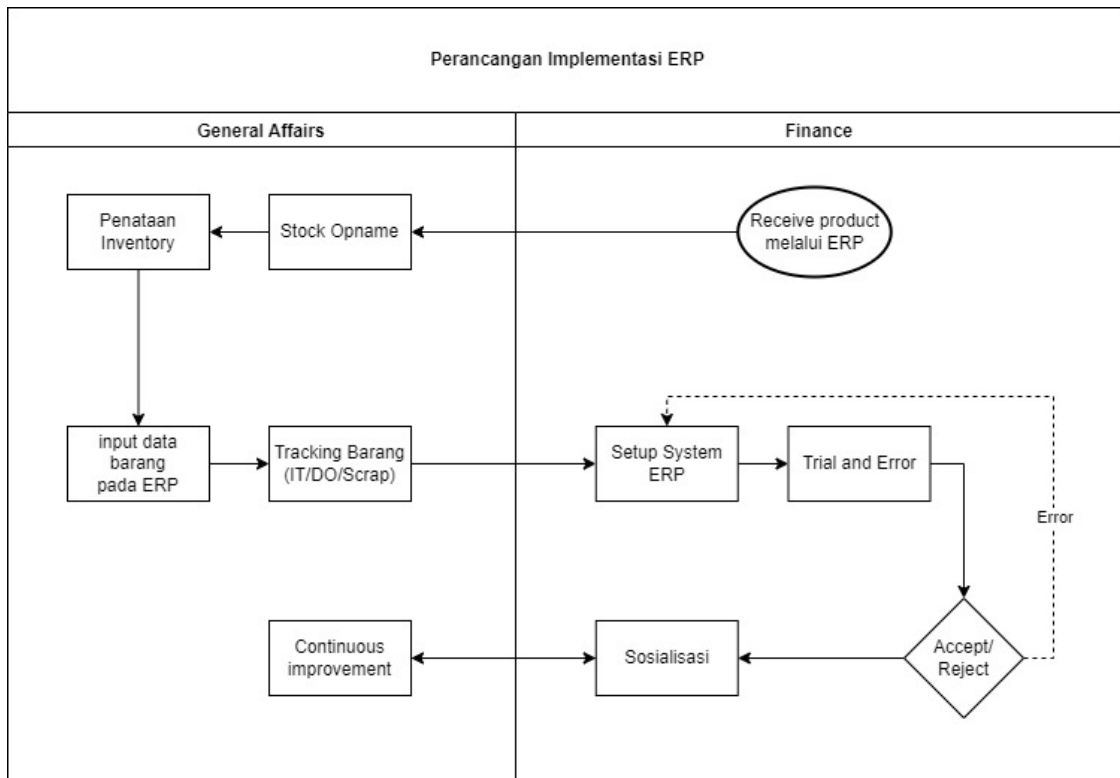 Perancangan Implementasi ERP
General Affairs
Finance
Penataan
Inventory
Stock Opname
Receive product
melalui ERP
input data
barang
pada ERP
Tracking Barang
(IT/DO/Scrap)
Setup System
ERP
Trial and Error
Error
Continuous
improvement
Sosialisasi
Accept/
Reject